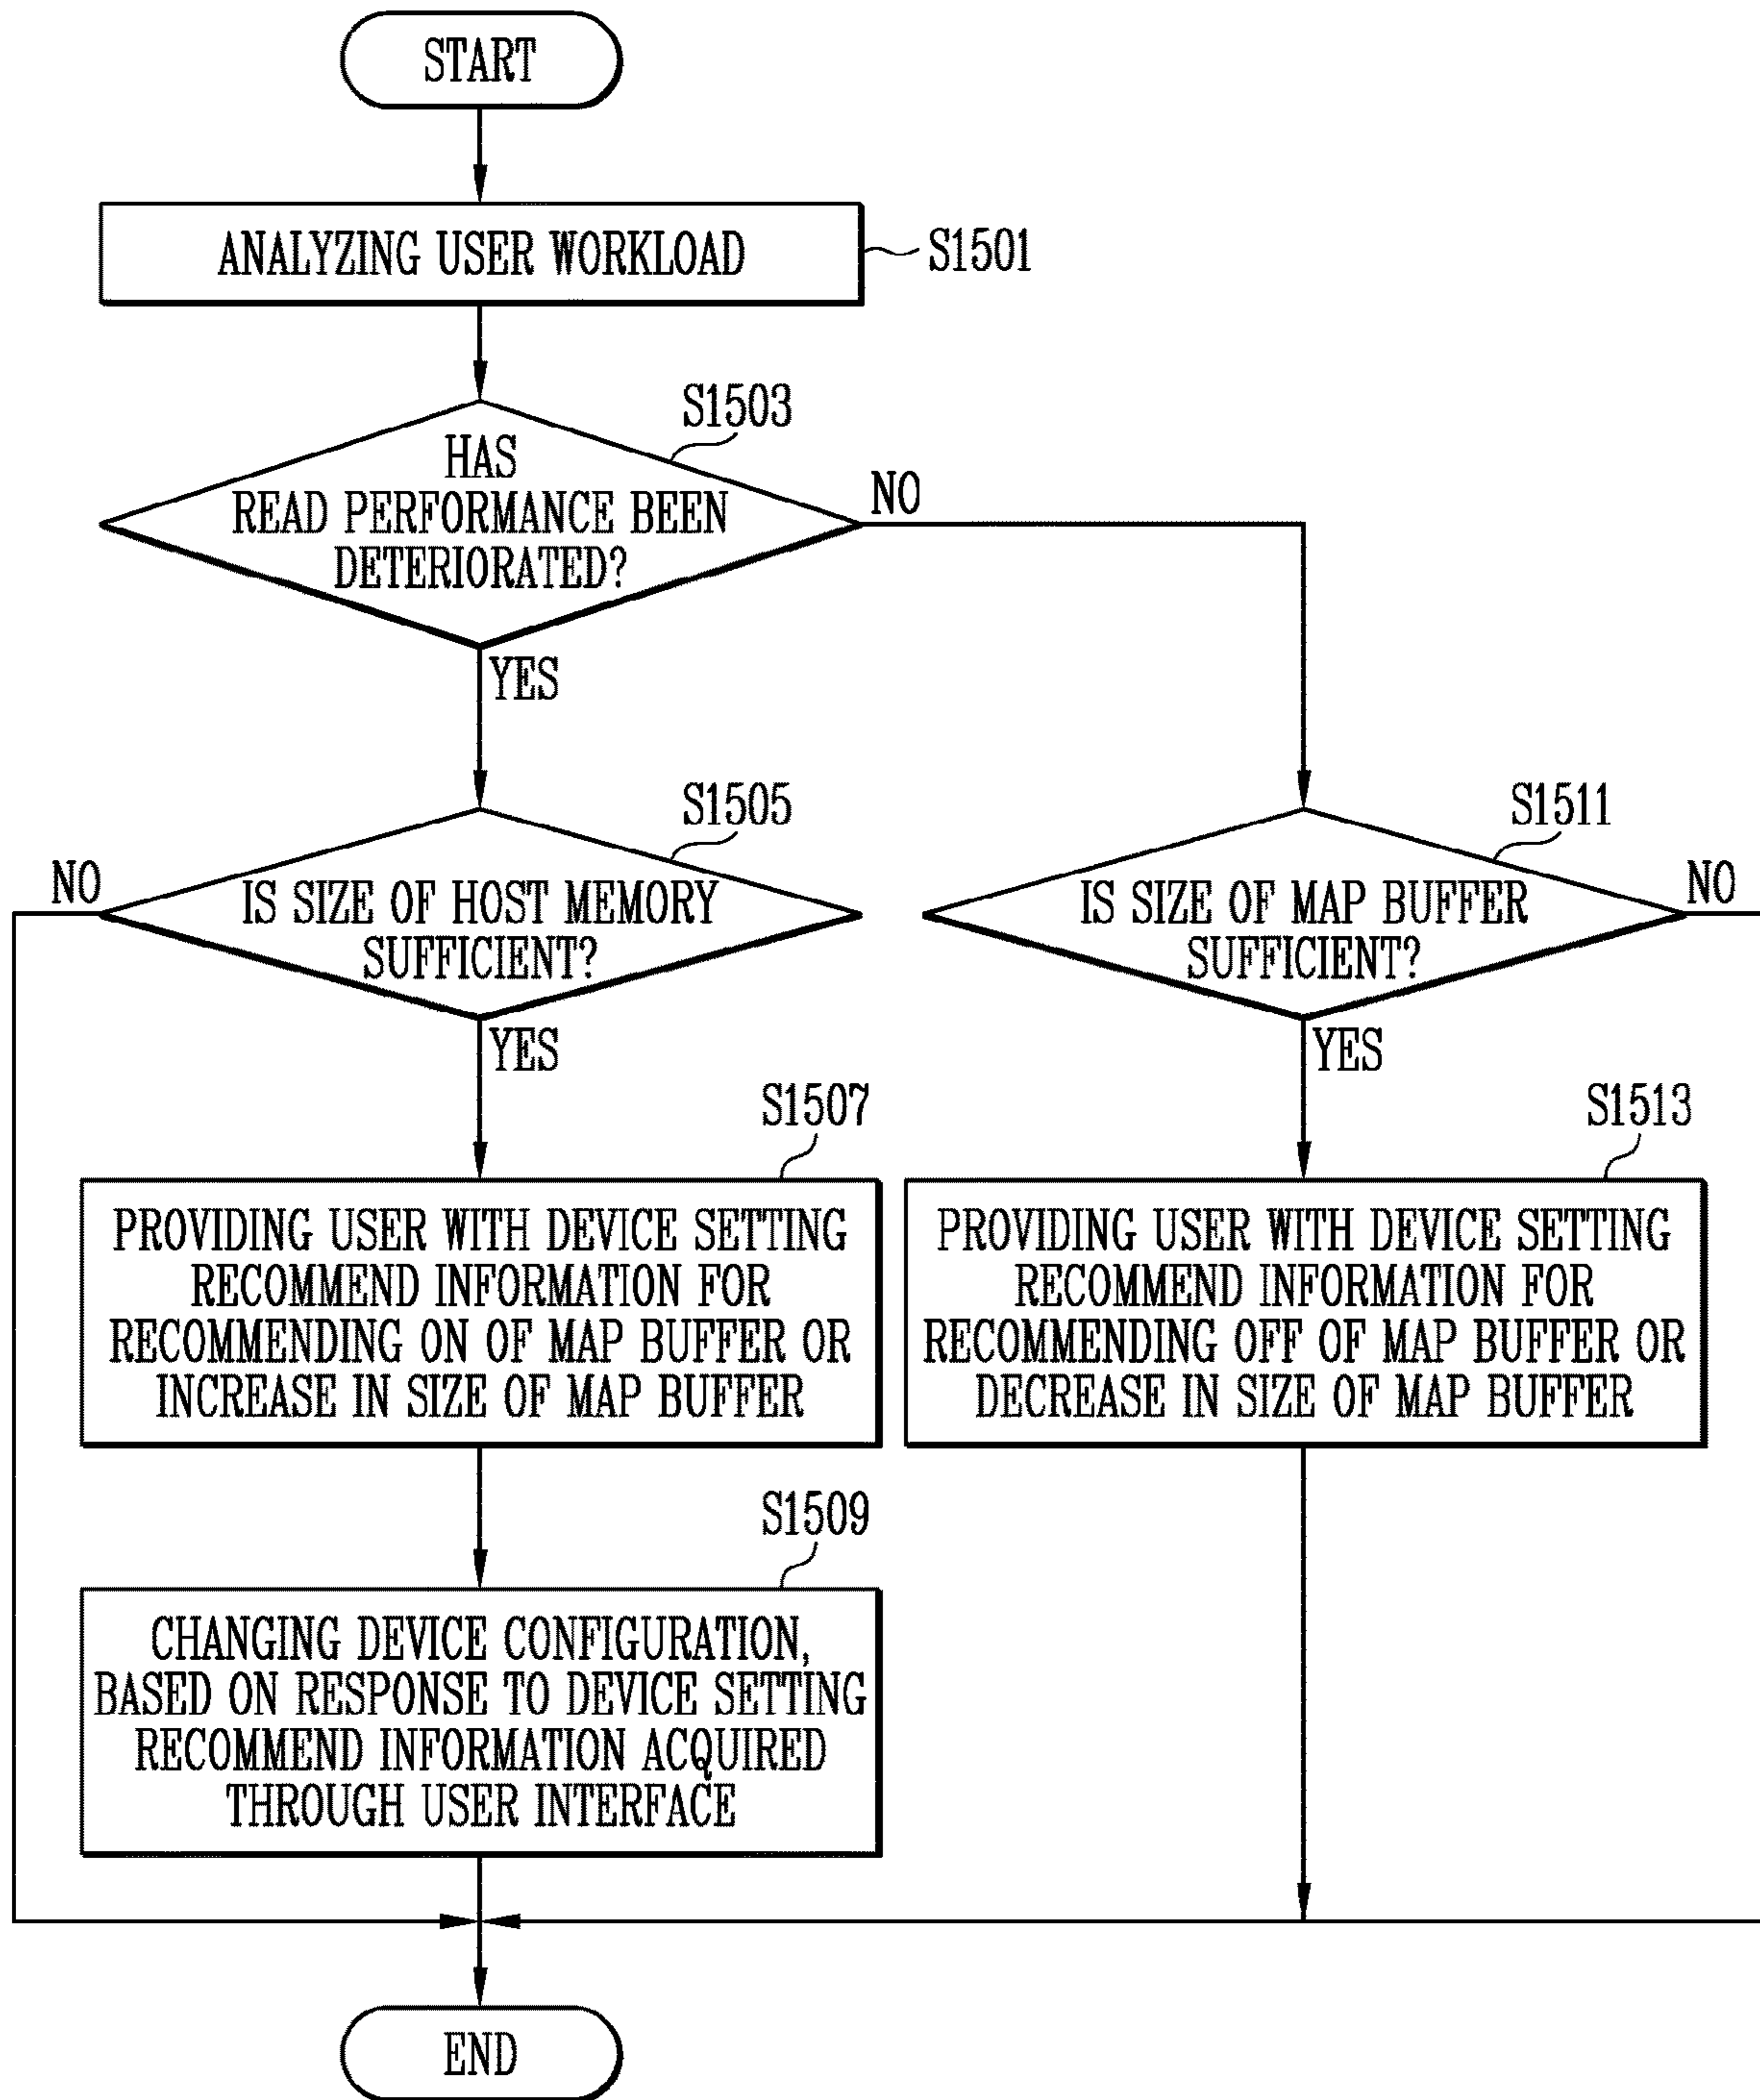 START
ANALYZING USER WORKLOAD
S1501
S1503
HAS
READ PERFORMANCE BEEN
DETERIORATED?
NO
YES
S1505
NO
IS SIZE OF HOST MEMORY
SUFFICIENT?
YES
S1511
IS SIZE OF MAP BUFFER
SUFFICIENT?
NO
YES
S1507
PROVIDING USER WITH DEVICE SETTING
RECOMMEND INFORMATION FOR
RECOMMENDING ON OF MAP BUFFER OR
INCREASE IN SIZE OF MAP BUFFER
S1513
PROVIDING USER WITH DEVICE SETTING
RECOMMEND INFORMATION FOR
RECOMMENDING OFF OF MAP BUFFER OR
DECREASE IN SIZE OF MAP BUFFER
S1509
CHANGING DEVICE CONFIGURATION,
BASED ON RESPONSE TO DEVICE SETTING
RECOMMEND INFORMATION ACQUIRED
THROUGH USER INTERFACE
END